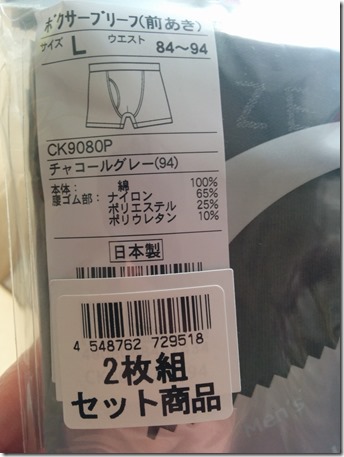 ボクサーブリーフ(前あき)
サイズ L ウエスト 84〜94
CK9080P
チャコールグレー(94)
本体: 綿 100%
腰ゴム部: ナイロン 65%
ポリエステル 25%
ポリウレタン 10%
日本製
4 548762 729518
2枚組
セット商品
Men's